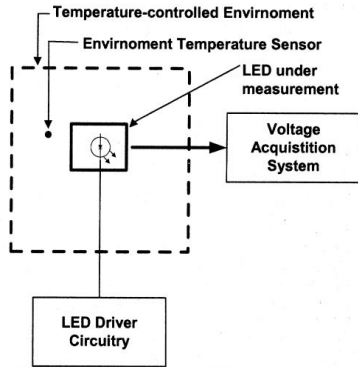 Temperature-controlled Envirnoment
Envirnoment Temperature Sensor
LED under
measurement
Voltage
Acquistition
System
LED Driver
Circuitry